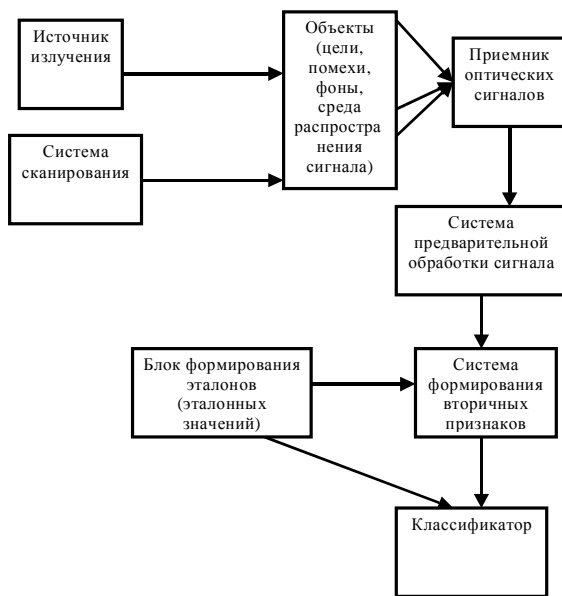 Источник
излучения
Объекты
(цели,
помехи,
фоны,
среда
распростра
нения
сигнала)
Приемник
оптических
сигналов
Система
сканирования
Система
предварительной
обработки сигнала
Блок формирования
эталонов
(эталонных
значений)
Система
формирования
вторичных
признаков
Классификатор